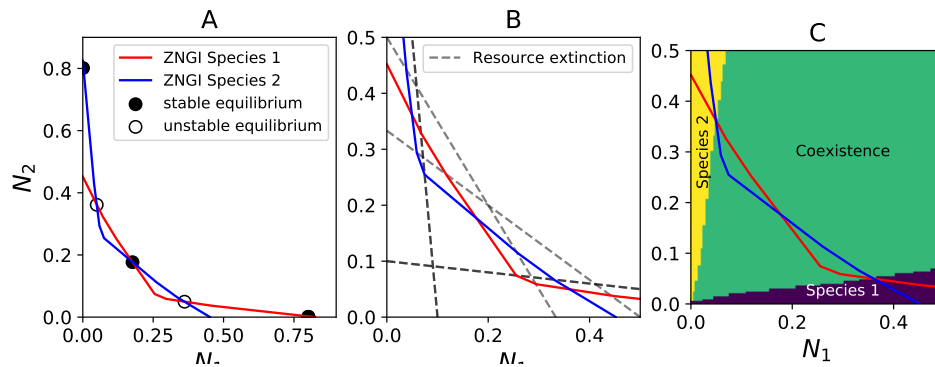 A
ZNGI Species 1
ZNGI Species 2
stable equilibrium
unstable equilibrium
N2
0.8
0.6
0.4
0.2
0.0
0.00
0.25
0.50
0.75
B
Resource extinction
0.5
0.4
0.3
0.2
0.1
0.0
0.0
0.2
0.4
C
Species 2
Coexistence
Species 1
0.5
0.4
0.3
0.2
0.1
0.0
0.0
0.2
0.4
N1